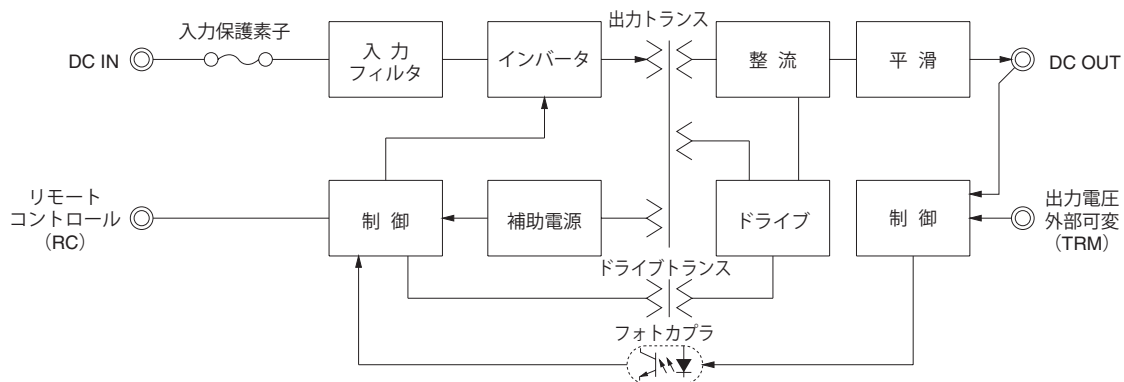 出力トランス
入力保護素子
DC IN
入 力
フィルタ
インバータ
整 流
平 滑
DC OUT
リモート
コントロール
(RC)
制 御
補助電源
ドライブ
制 御
出力電圧
外部可変
(TRM)
ドライブトランス
フォトカプラ